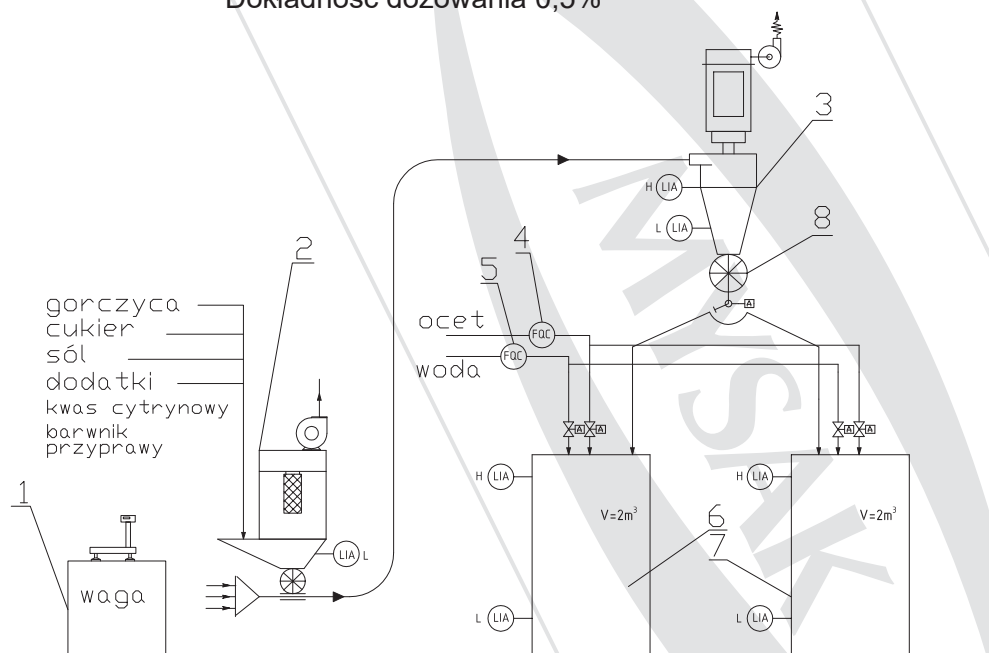 Dokładność dozowania 0,5%
3
H LIA
L LIA
8
4
5
2
A
gorczyca
cukier
sól
dodatki
kwas cytrynowy
barwnik
przyprawy
ocet
FQC
woda
FQC
A
A
A
A
1
waga
LIA L
H LIA
V=2m³
L LIA
6
7
H LIA
V=2m³
L LIA
MYSAK